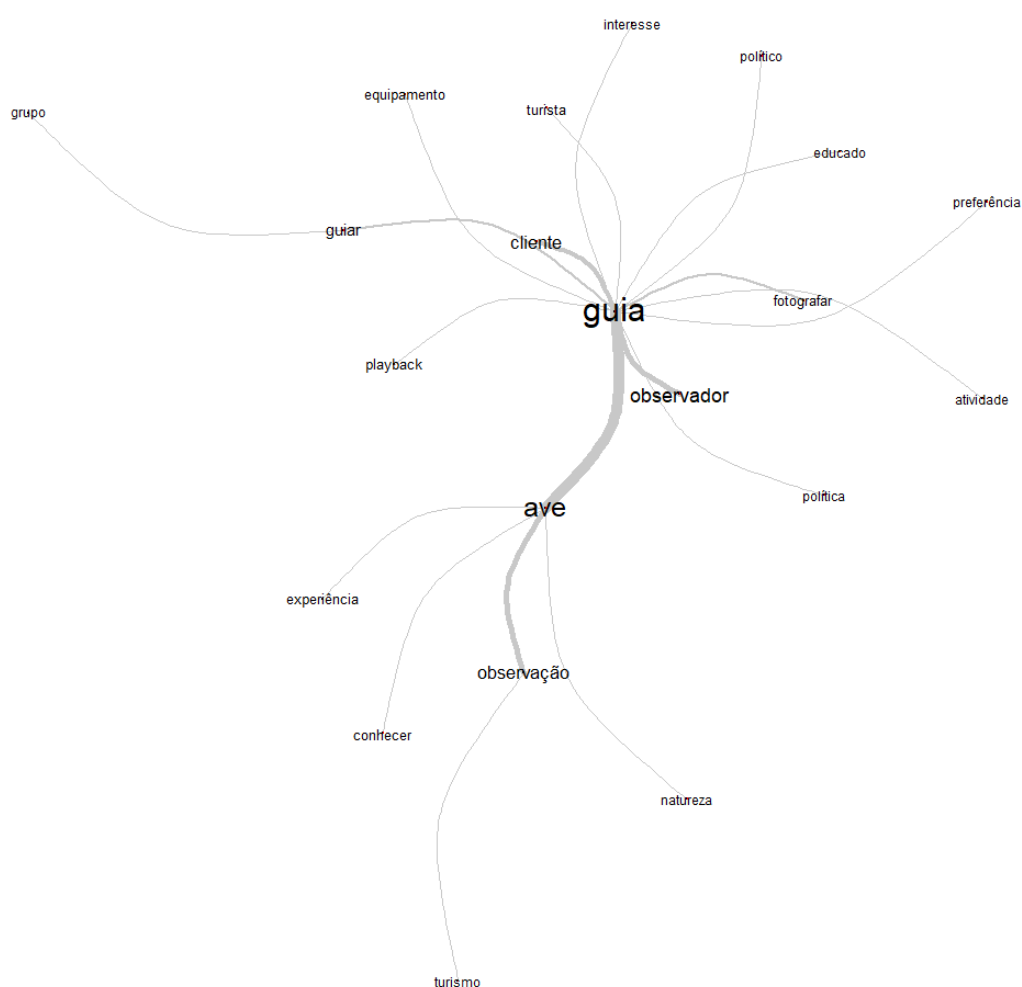 interesse
político
equipamento
turista
grupo
educado
preferência
guiar
cliente
fotografar
guia
playback
observador
atividade
política
ave
experiência
observação
conhecer
natureza
turismo